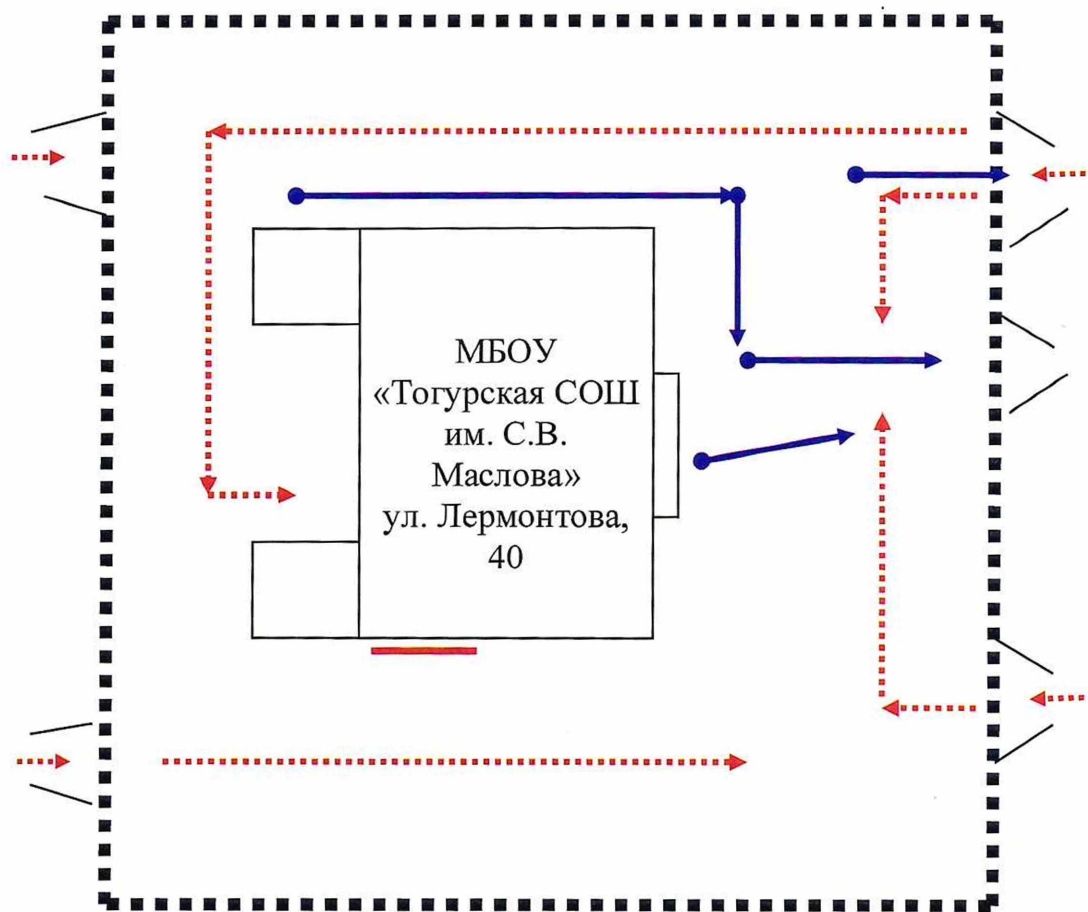 МБОУ
«Тогурская СОШ
им. С.В.
Маслова»
ул. Лермонтова,
40